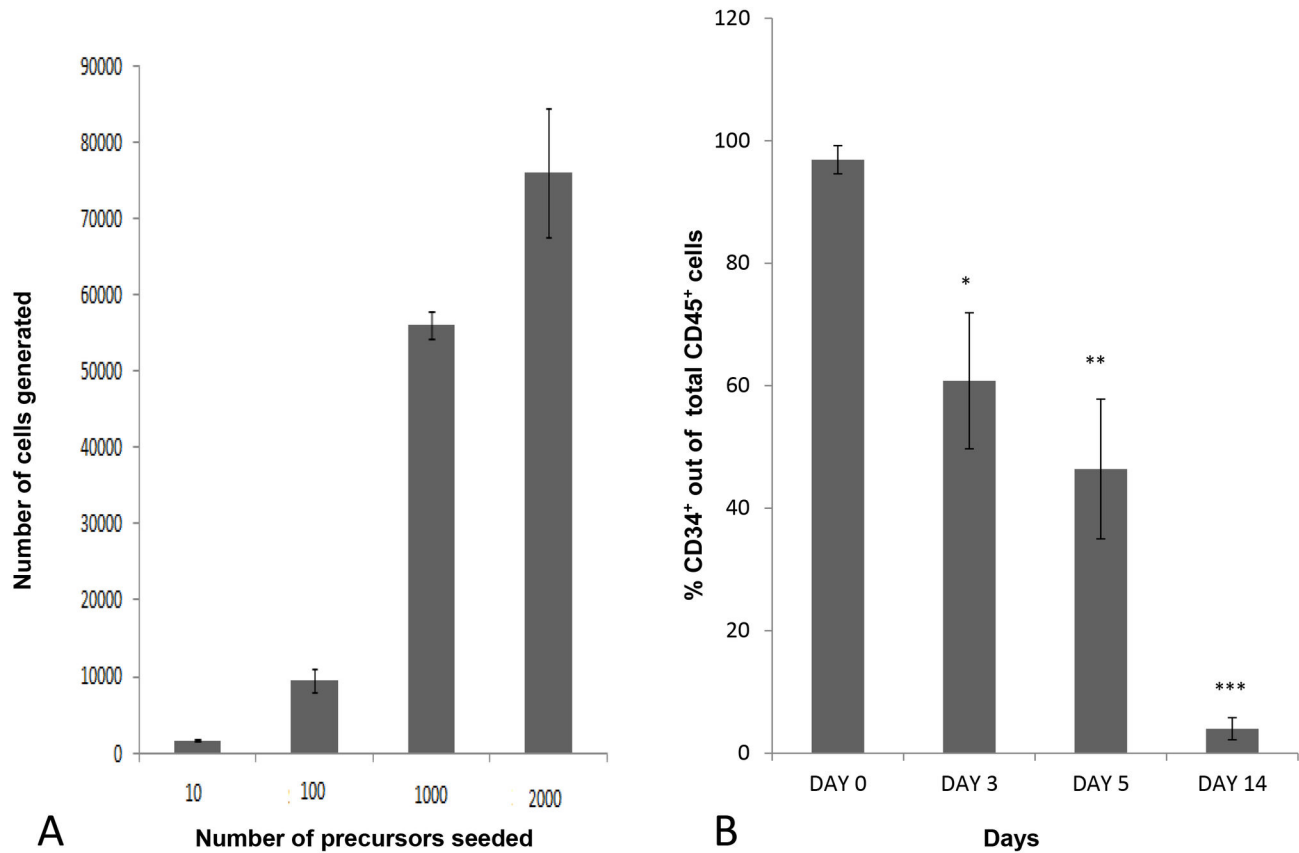 90000
80000
70000
60000
50000
40000
30000
20000
10000
0
Number of cells generated
10 100 1000 2000
Number of precursors seeded
A
120
100
80
60
40
20
0
% CD34⁺ out of total CD45⁺ cells
*
**
***
DAY 0 DAY 3 DAY 5 DAY 14
Days
B